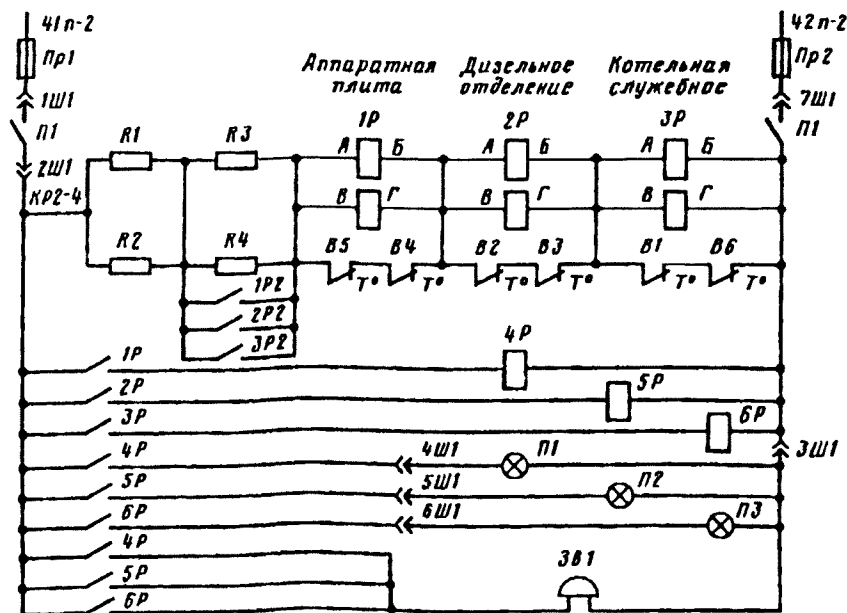 41п-2
42п-2
Пр1
Пр2
Аппаратная плита
Дизельное отделение
Котельная служебное
1Ш1
7Ш1
П1
П1
1Р
2Р
3Р
R1
R3
А
Б
А
Б
А
Б
2Ш1
КР2-4
В
Г
В
Г
В
Г
R2
R4
В5
В4
В2
В3
В1
В6
Т°
Т°
Т°
Т°
Т°
Т°
1Р2
2Р2
3Р2
4Р
1Р
5Р
2Р
6Р
3Р
3Ш1
4Р
4Ш1
П1
5Р
5Ш1
П2
6Р
6Ш1
П3
4Р
5Р
3В1
6Р